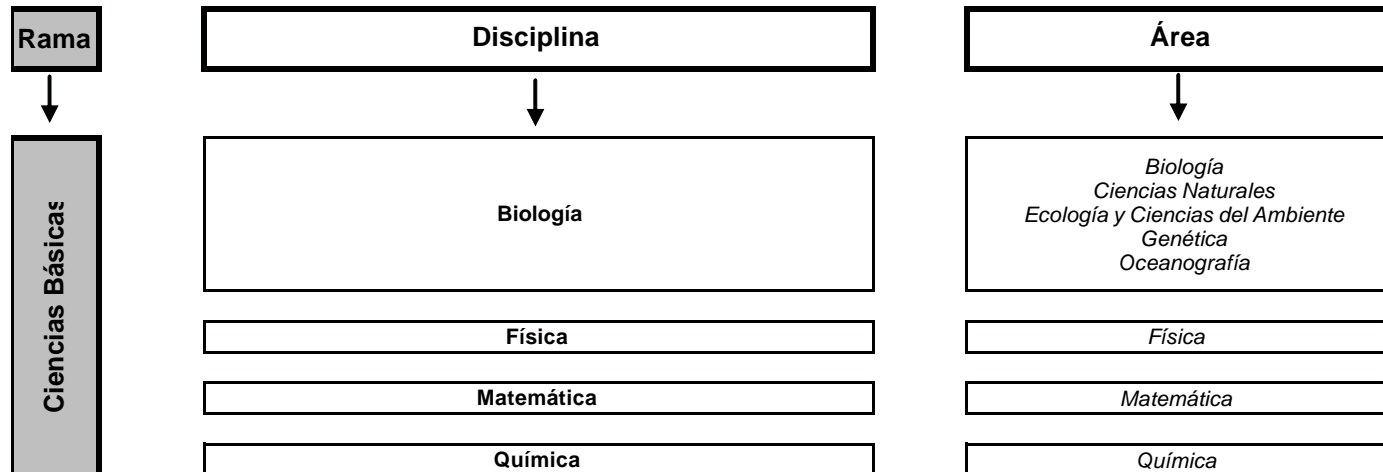 Rama
Disciplina
Área
Ciencias Básicas
Biología
Biología
Ciencias Naturales
Ecología y Ciencias del Ambiente
Genética
Oceanografía
Física
Física
Matemática
Matemática
Química
Química